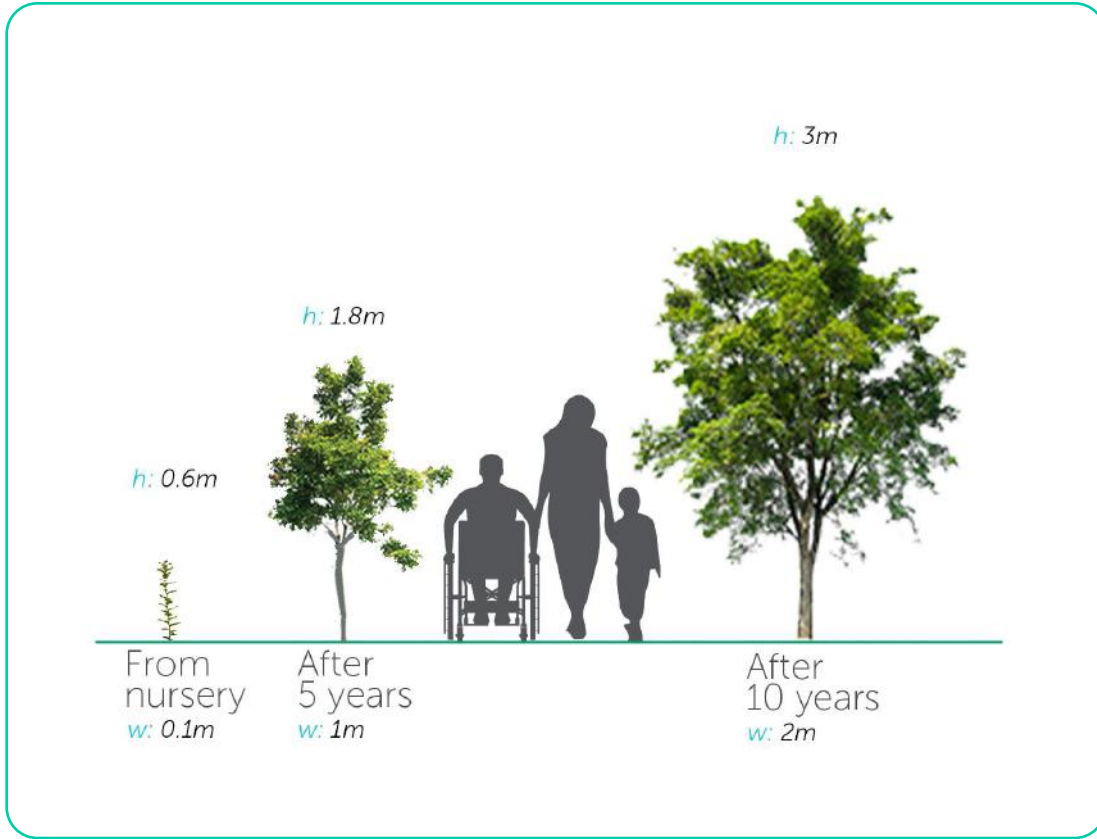 h: 3m
h: 1.8m
h: 0.6m
From
nursery
w: 0.1m
After
5 years
w: 1m
After
10 years
w: 2m